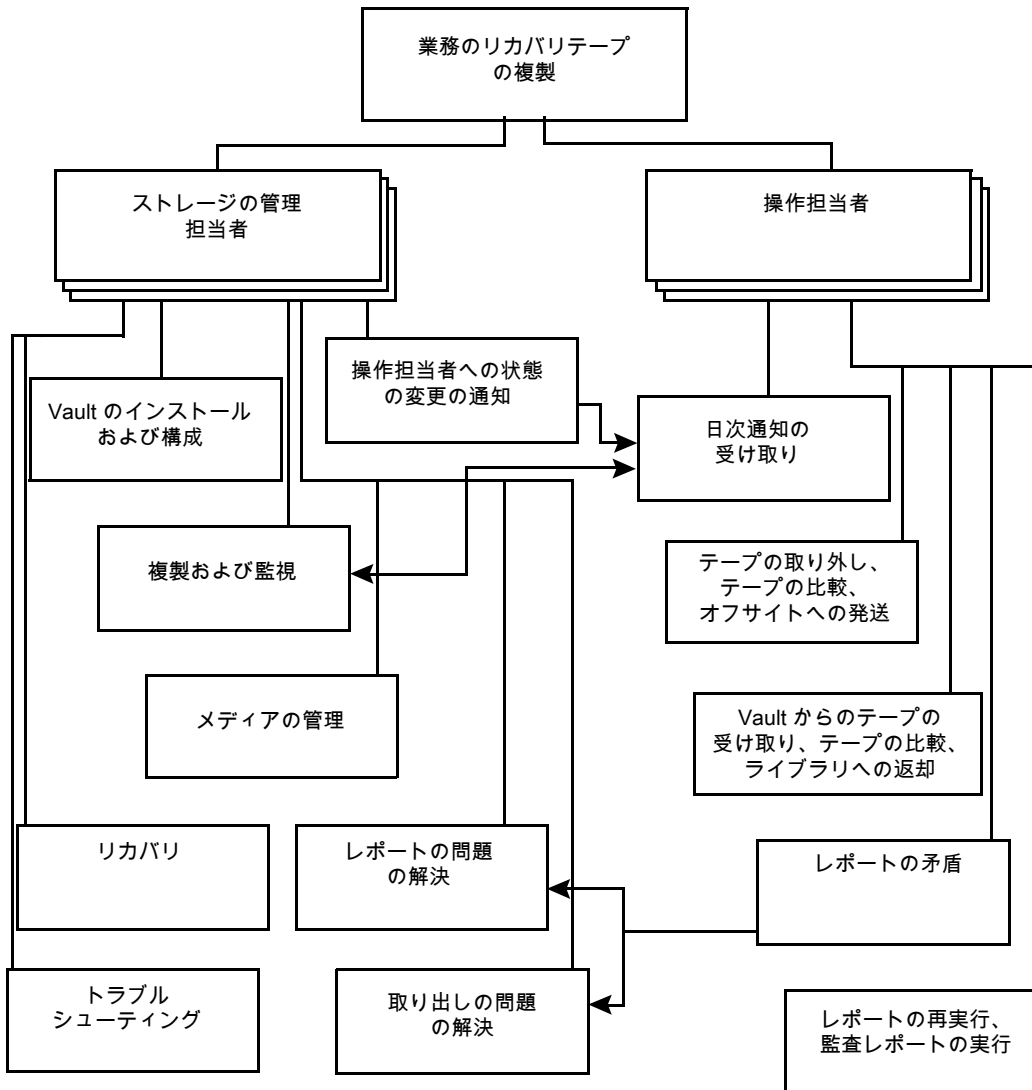 業務のリカバリテープ
の複製
ストレージの管理
担当者
操作担当者
操作担当者への状態
の変更の通知
Vault のインストール
および構成
日次通知の
受け取り
複製および監視
テープの取り外し、
テープの比較、
オフサイトへの発送
メディアの管理
Vault からのテープの
受け取り、テープの比較、
ライブラリへの返却
リカバリ
レポートの問題
の解決
レポートの矛盾
トラブル
シューティング
取り出しの問題
の解決
レポートの再実行、
監査レポートの実行